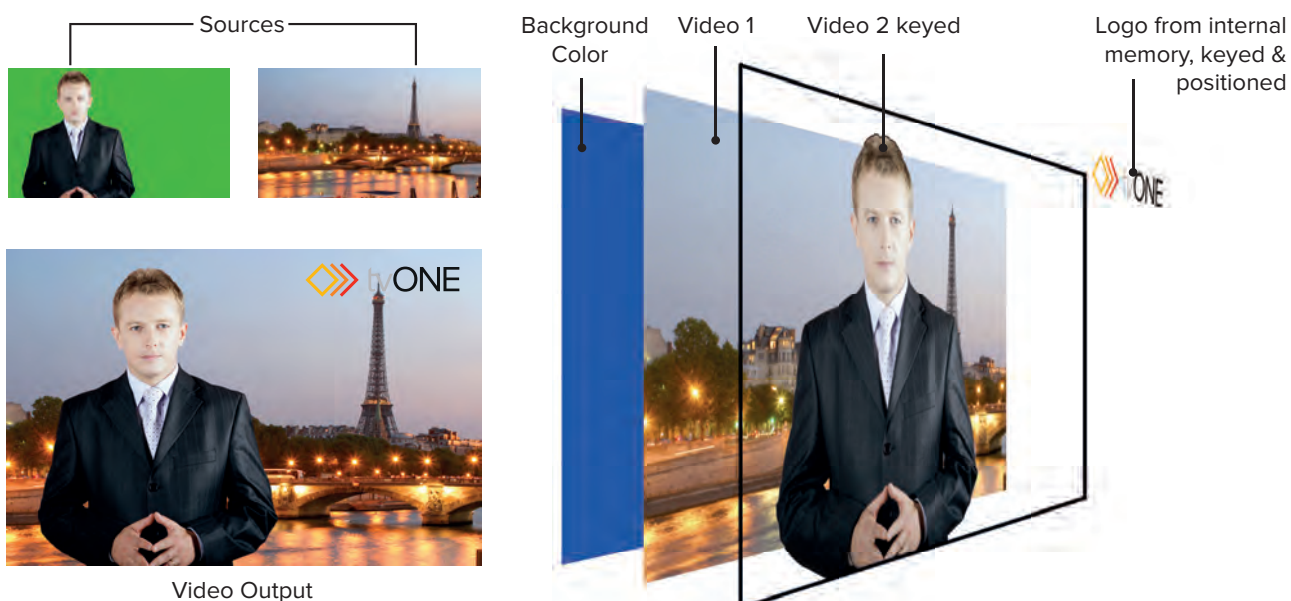 Sources
Video Output
Background
Color
Video 1
Video 2 keyed
Logo from internal
memory, keyed &
positioned
tvONE
tvONE